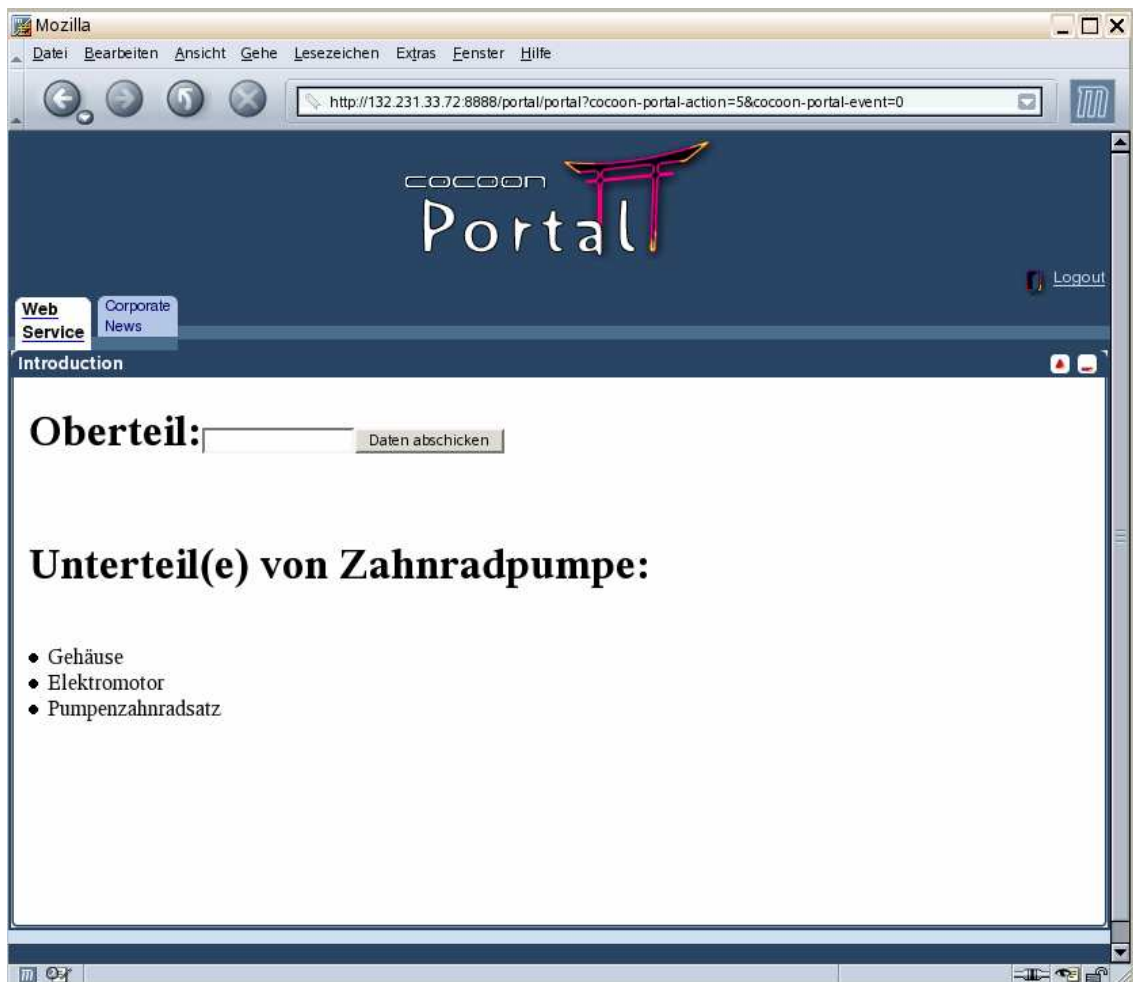 Mozilla
Datei Bearbeiten Ansicht Gehe Lesezeichen Extras Fenster Hilfe
http://132.231.33.72:8888/portal/portal?cocoon-portal-action=5&cocoon-portal-event=0
cocoon
Portal
Logout
Web
Service
Corporate
News
Introduction
Oberteil: Daten abschicken
Unterteil(e) von Zahnradpumpe:
Gehäuse
Elektromotor
Pumpenzahnradsatz